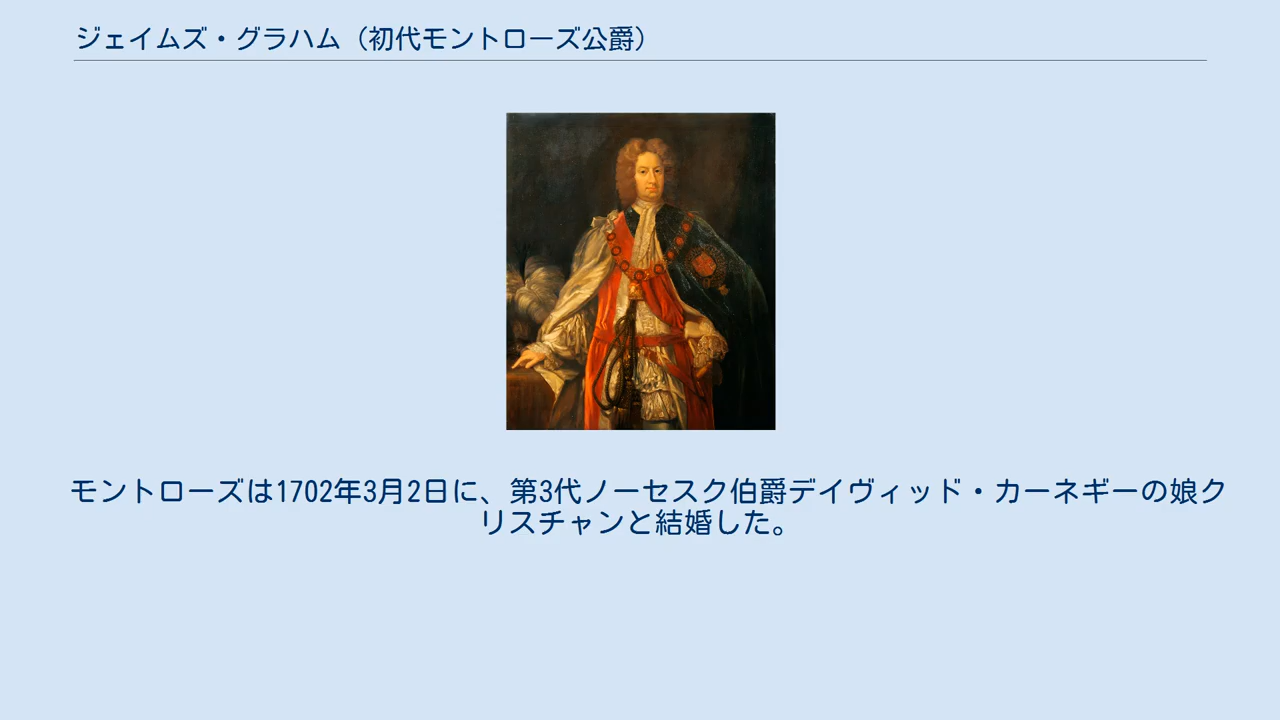 ジェイムズ・グラハム（初代モントローズ公爵）
モントローズは1702年3月2日に、第3代ノーセスク伯爵デイヴィッド・カーネギーの娘ク
リスチャンと結婚した。